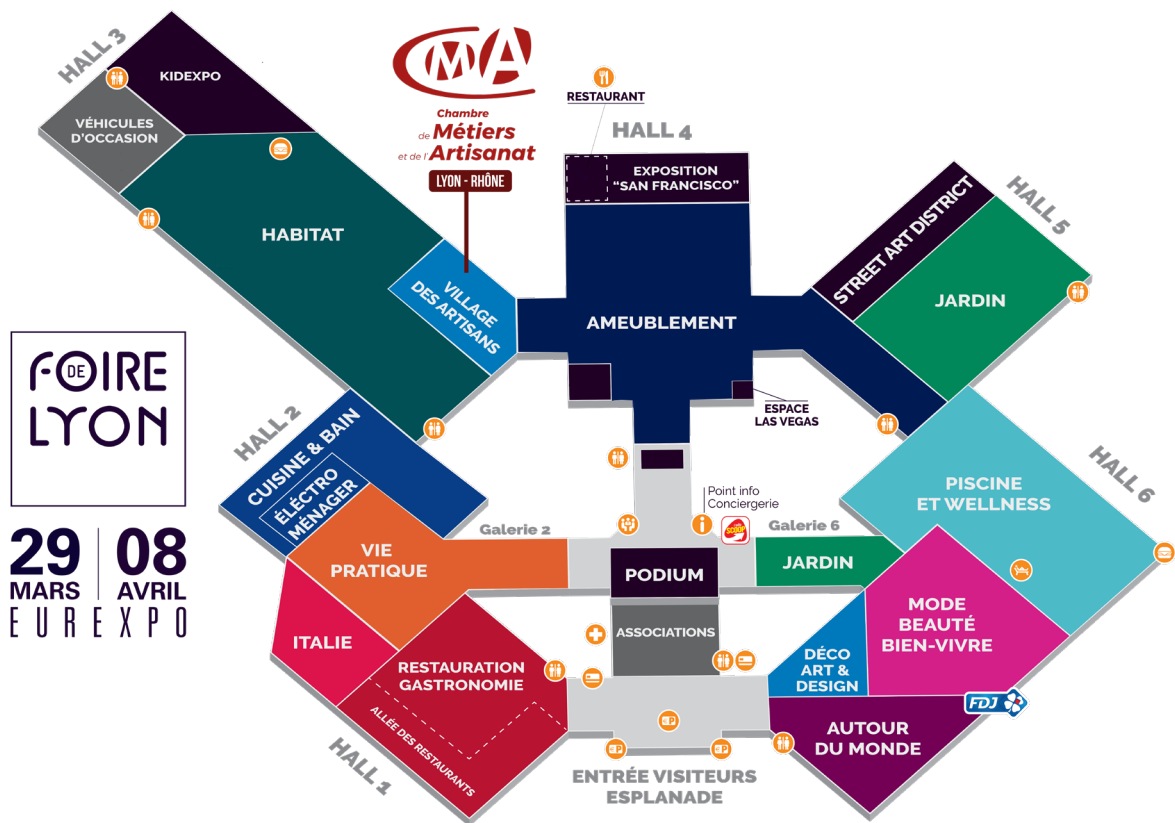 HALL 3
KIDEXPO
VÉHICULES
D'OCCASION
HABITAT
VILLAGE
DES ARTISANS
CMA
Chambre
de Métiers
et de l'Artisanat
LYON - RHÔNE
RESTAURANT
HALL 4
EXPOSITION
“SAN FRANCISCO”
AMEUBLEMENT
ESPACE
LAS VEGAS
HALL 5
STREET ART DISTRICT
JARDIN
FOIRE
DE
LYON
29
MARS
08
AVRIL
EUREXPO
HALL 2
CUISINE & BAIN
ÉLÉCTRO
MÉNAGER
VIE
PRATIQUE
Galerie 2
Point info
Conciergerie
SCOOP
Galerie 6
JARDIN
HALL 6
PISCINE
ET WELLNESS
MODE
BEAUTÉ
BIEN-VIVRE
DÉCO
ART &
DESIGN
FDJ
AUTOUR
DU MONDE
PODIUM
ASSOCIATIONS
ITALIE
RESTAURATION
GASTRONOMIE
ALLÉE DES RESTAURANTS
HALL 1
P
P
P
ENTRÉE VISITEURS
ESPLANADE